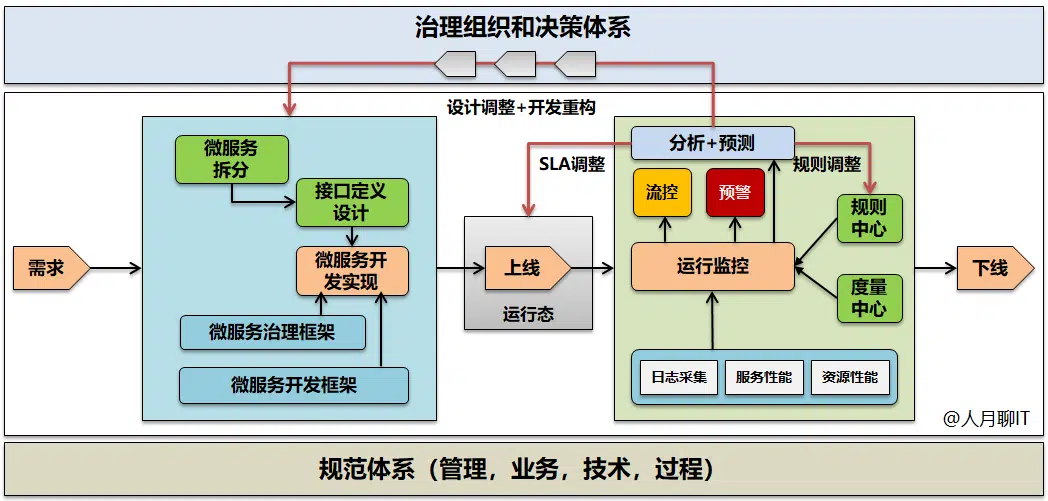 治理组织和决策体系
设计调整+开发重构
微服务
拆分
接口定义
设计
微服务开
发实现
微服务治理框架
微服务开发框架
需求
SLA调整
上线
运行态
分析+预测
规则调整
流控
预警
规则
中心
运行监控
度量
中心
日志采集
服务性能
资源性能
下线
@人月聊IT
规范体系（管理，业务，技术，过程）